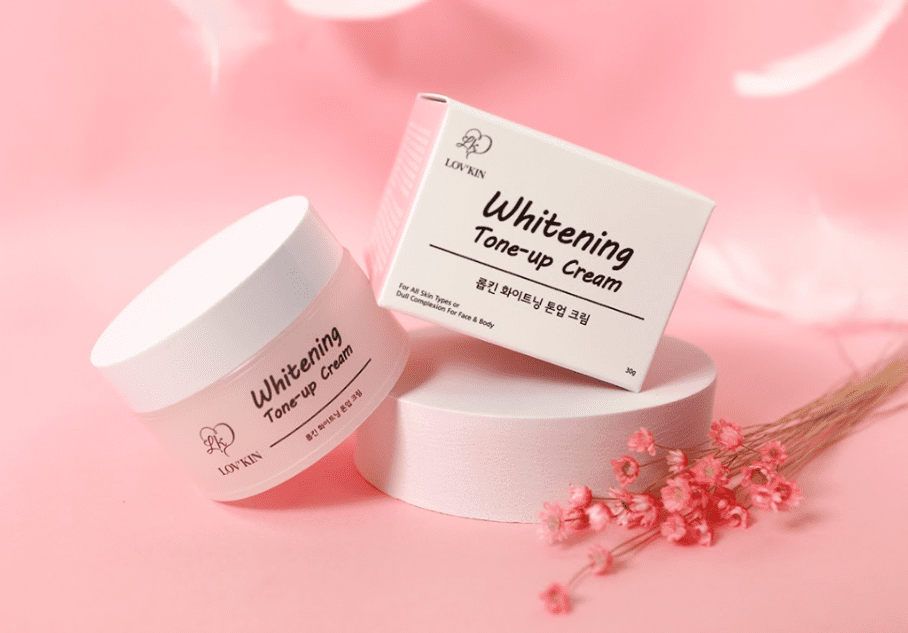 Lk
LOV'KIN
Whitening
Tone-up Cream
롭킨 화이트닝 톤업 크림
For All Skin Types or
Dull Complexion For Face & Body
30g
Whitening
Tone-up Cream
롭킨 화이트닝 톤업 크림
Lk
LOV'KIN